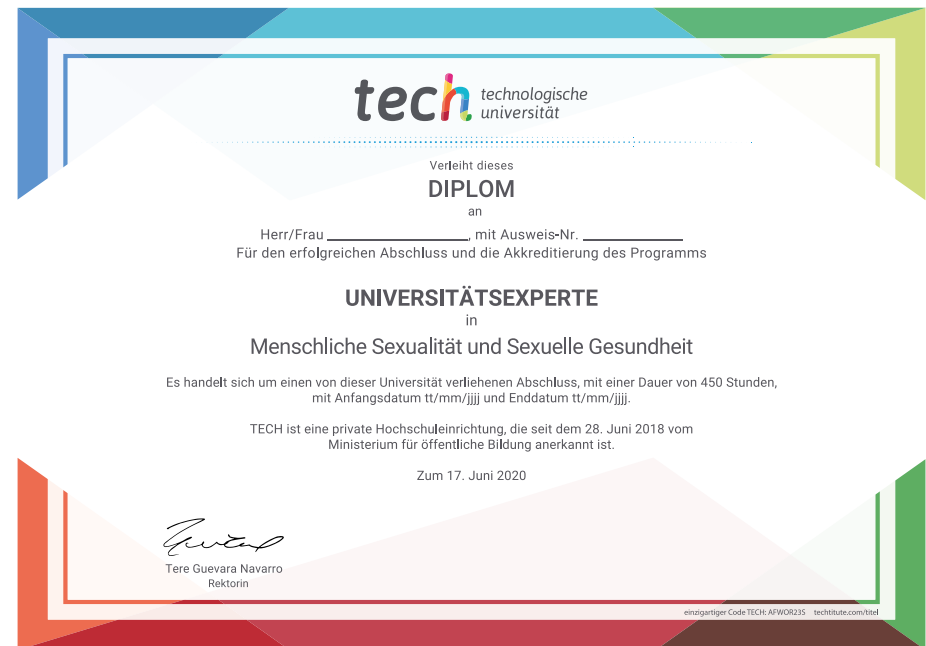 tech technologische
universität
Verleiht dieses
DIPLOM
an
Herr/Frau ____________________, mit Ausweis-Nr. ______________
Für den erfolgreichen Abschluss und die Akkreditierung des Programms
UNIVERSITÄTSEXPERTE
in
Menschliche Sexualität und Sexuelle Gesundheit
Es handelt sich um einen von dieser Universität verliehenen Abschluss, mit einer Dauer von 450 Stunden,
mit Anfangsdatum tt/mm/jjjj und Enddatum tt/mm/jjjj.
TECH ist eine private Hochschuleinrichtung, die seit dem 28. Juni 2018 vom
Ministerium für öffentliche Bildung anerkannt ist.
Zum 17. Juni 2020
Tere Guevara Navarro
Rektorin
einzigartiger Code TECH: AFWOR23S techtitute.com/titel